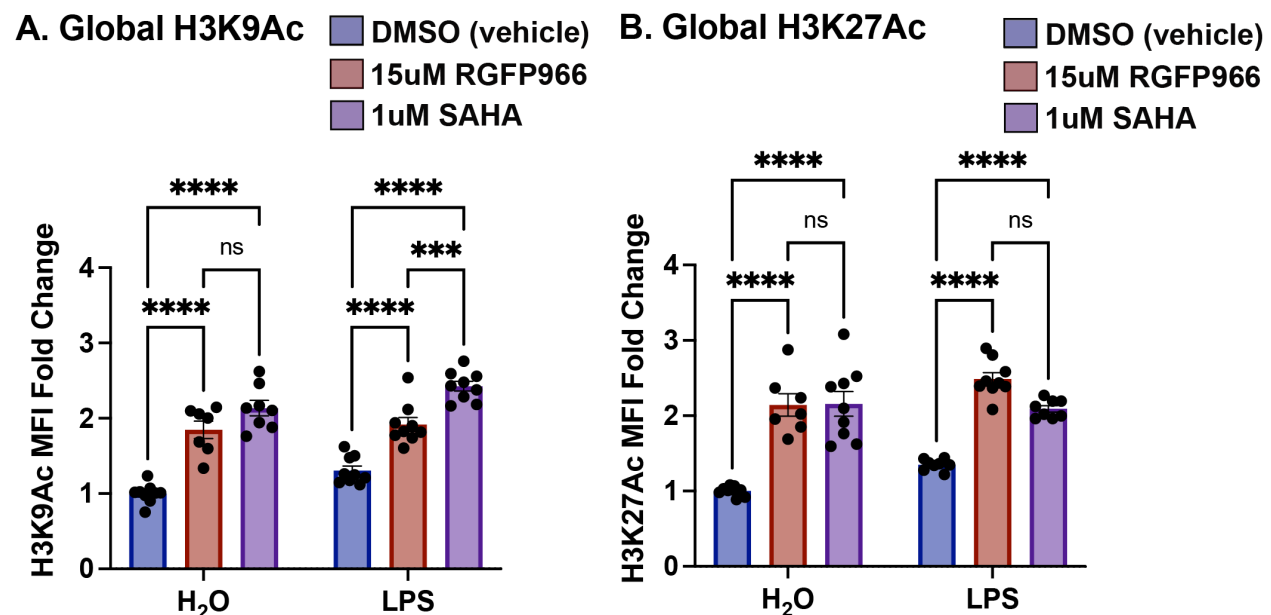 A. Global H3K9Ac
DMSO (vehicle)
15uM RGFP966
1uM SAHA
****
****
ns
***
****
****
H3K9Ac MFI Fold Change
4
3
2
1
0
H₂O
LPS
B. Global H3K27Ac
DMSO (vehicle)
15uM RGFP966
1uM SAHA
****
****
ns
ns
****
****
H3K27Ac MFI Fold Change
4
3
2
1
0
H₂O
LPS